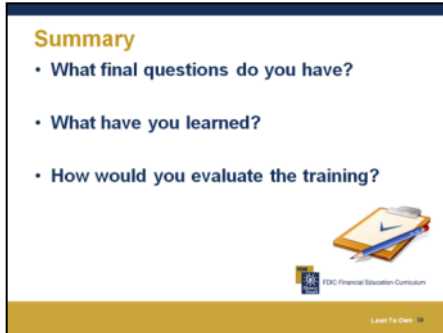 Summary
• What final questions do you have?
• What have you learned?
• How would you evaluate the training?
FDIC Financial Education Curriculum
Loan To Own